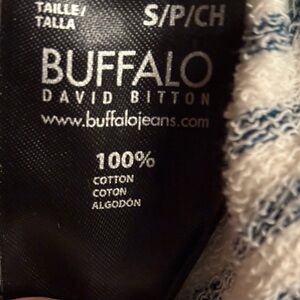 TAILLE/ S/P/CH
TALLA
BUFFALO
DAVID BITTON
www.buffalojeans.com
100%
COTTON
COTON
ALGODÓN